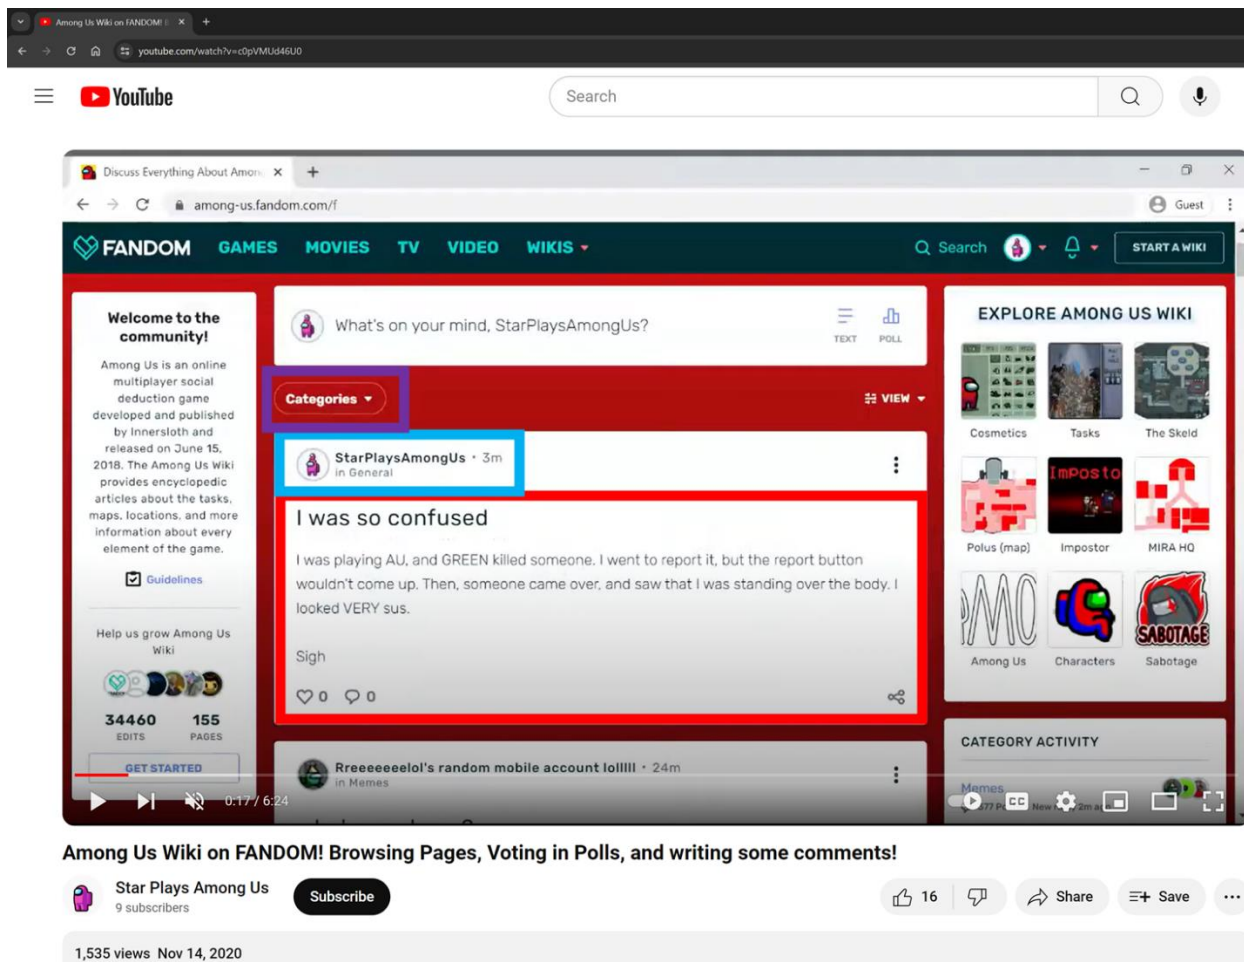 Among Us Wiki on FANDOM!
youtube.com/watch?v=c0pVMUd46U0
YouTube
Search
Discuss Everything About Amon
among-us.fandom.com/f
Guest
FANDOM GAMES MOVIES TV VIDEO WIKIS Search START A WIKI
Welcome to the
community!
Among Us is an online
multiplayer social
deduction game
developed and published
by Innersloth and
released on June 15,
2018. The Among Us Wiki
provides encyclopedic
articles about the tasks,
maps, locations, and more
information about every
element of the game.
Guidelines
Help us grow Among Us
Wiki
34460 155
EDITS PAGES
GET STARTED
What's on your mind, StarPlaysAmongUs?
TEXT POLL
Categories
VIEW
StarPlaysAmongUs • 3m
in General
I was so confused
I was playing AU, and GREEN killed someone. I went to report it, but the report button
wouldn't come up. Then, someone came over, and saw that I was standing over the body. I
looked VERY sus.
Sigh
0 0
Rreeeeeeelol's random mobile account lolllll • 24m
in Memes
EXPLORE AMONG US WIKI
Cosmetics Tasks The Skeld
Imposto
Polus (map) Impostor MIRA HQ
SABOTAGE
Among Us Characters Sabotage
CATEGORY ACTIVITY
Memes
0:17 / 6:24
CC
Among Us Wiki on FANDOM! Browsing Pages, Voting in Polls, and writing some comments!
Star Plays Among Us
9 subscribers
Subscribe
16 Share Save
1,535 views Nov 14, 2020